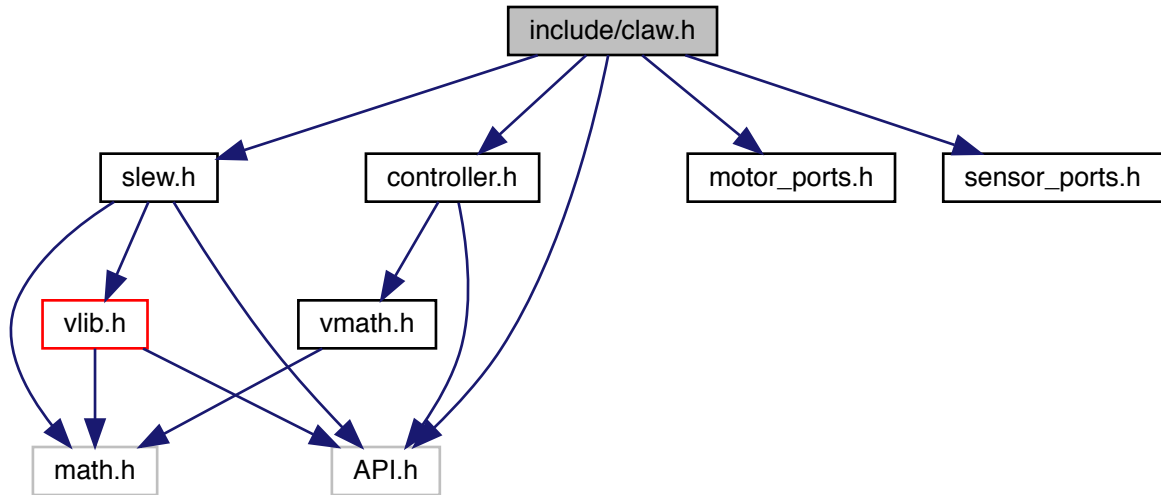 include/claw.h
slew.h
controller.h
motor_ports.h
sensor_ports.h
vlib.h
vmath.h
math.h
API.h